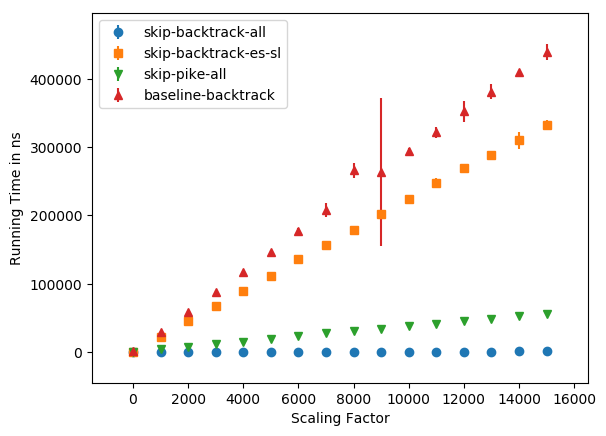 skip-backtrack-all
skip-backtrack-es-sl
skip-pike-all
baseline-backtrack
Running Time in ns
400000
300000
200000
100000
0
0 2000 4000 6000 8000 10000 12000 14000 16000
Scaling Factor